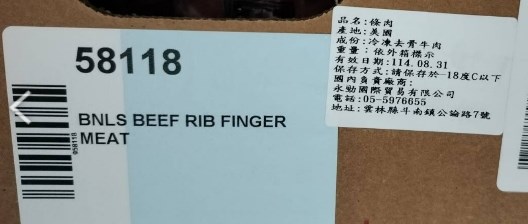 58118
BNLS BEEF RIB FINGER
MEAT
058118
品名:條肉
產地:美國
成份:冷凍去骨牛肉
重量:依外箱標示
有效日期:114.08.31
保存方式:請保存於-18度C以下
國內負責廠商:
永勁國際貿易有限公司
電話:05-5976655
地址:雲林縣斗南鎮公論路7號